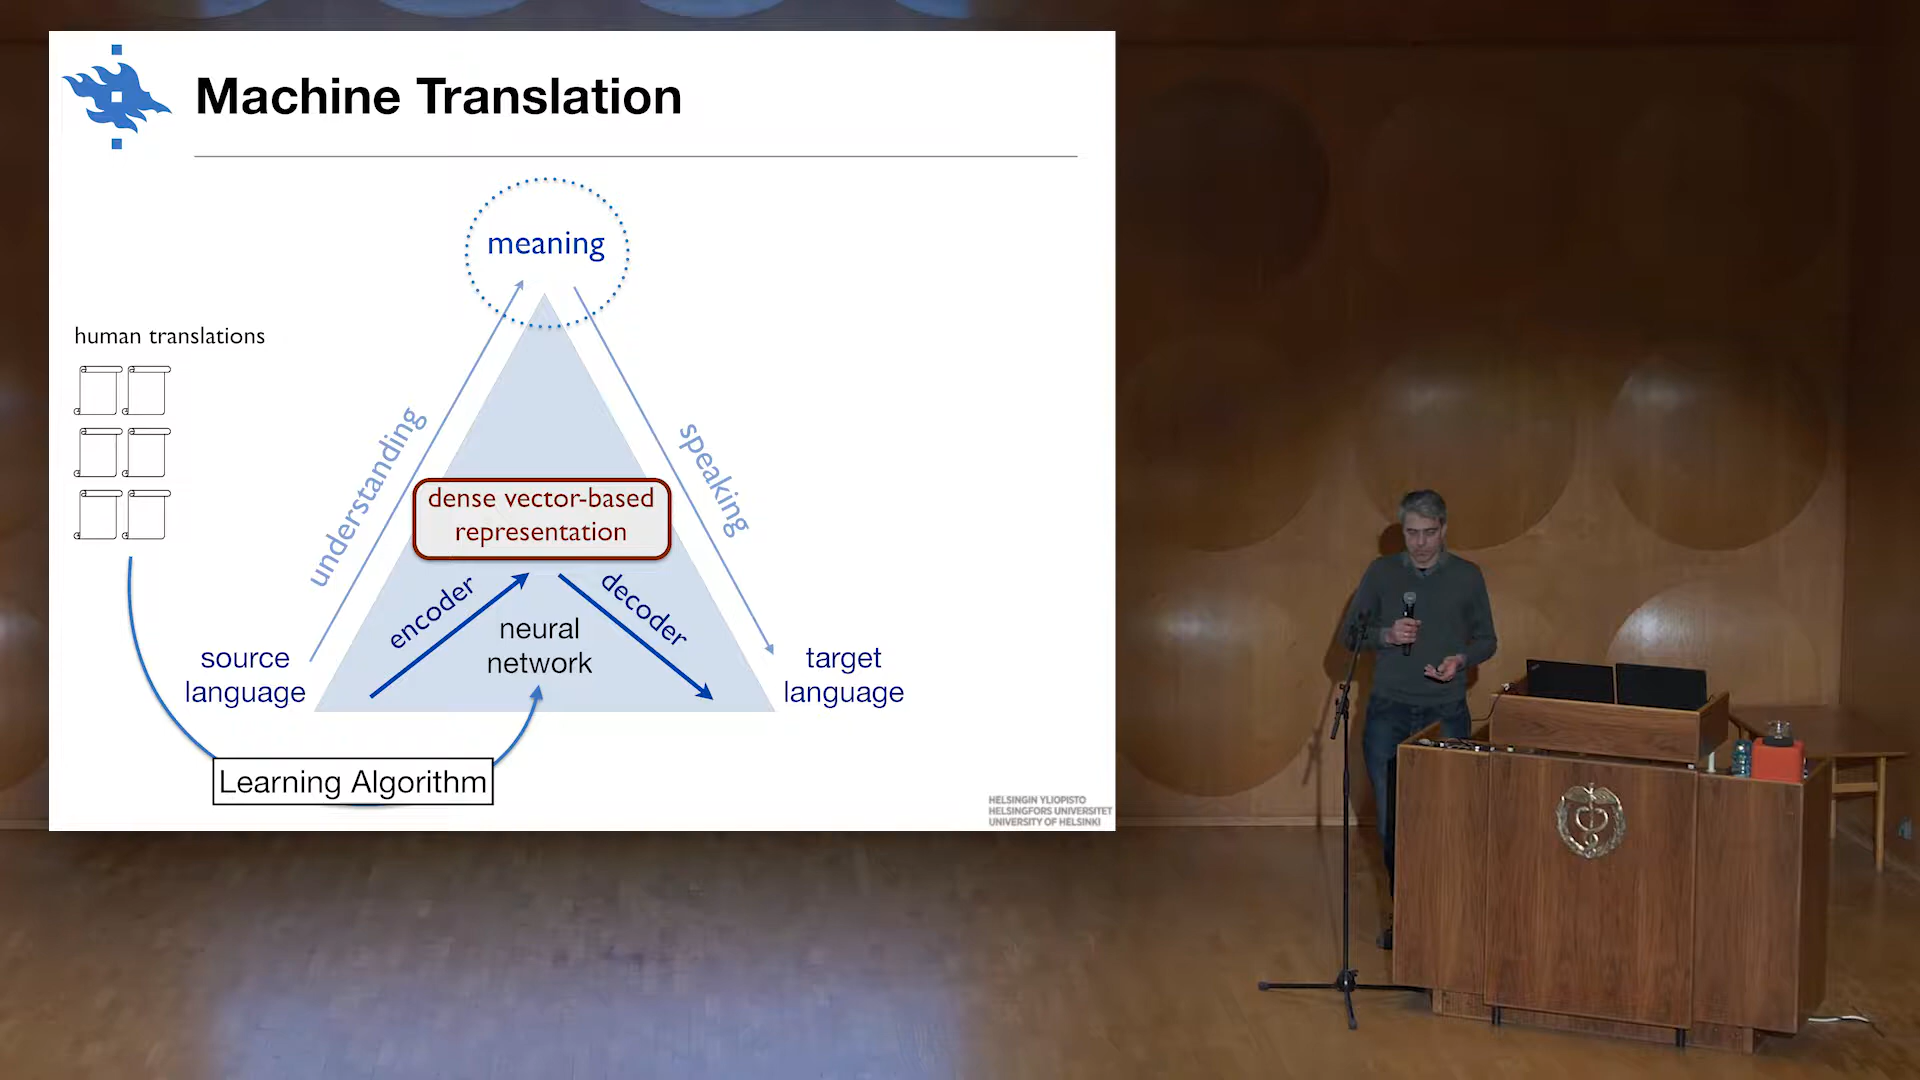 Machine Translation
meaning
human translations
understanding
speaking
dense vector-based
representation
encoder
decoder
neural
network
source
language
target
language
Learning Algorithm
HELSINGIN YLIOPISTO
HELSINGFORS UNIVERSITET
UNIVERSITY OF HELSINKI